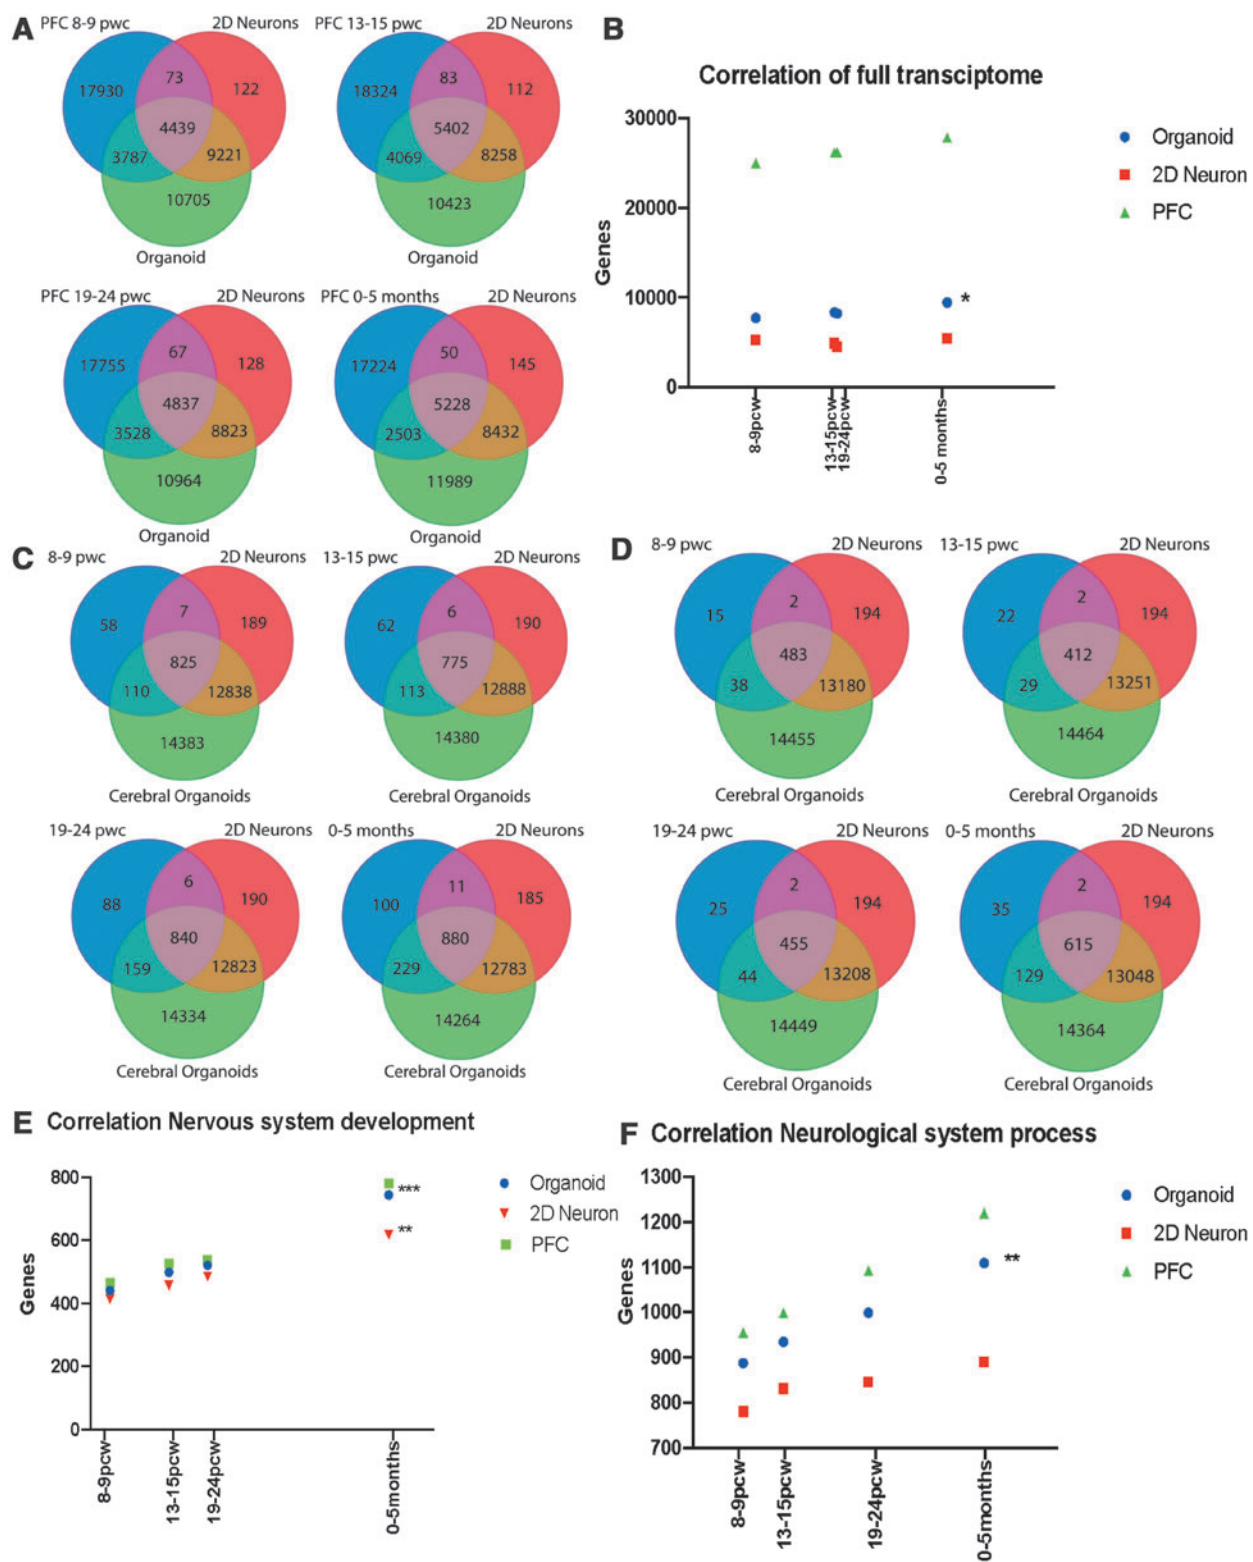 A
PFC 8-9 pwc
2D Neurons
17930
73
122
4439
3787
9221
10705
Organoid
PFC 13-15 pwc
2D Neurons
18324
83
112
5402
4069
8258
10423
Organoid
PFC 19-24 pwc
2D Neurons
17755
67
128
4837
3528
8823
10964
Organoid
PFC 0-5 months
2D Neurons
17224
50
145
5228
2503
8432
11989
Organoid
B
Correlation of full transciptome
Genes
30000
20000
10000
0
*
8-9pcw
13-15pcw
19-24pcw
0-5 months
Organoid
2D Neuron
PFC
C
8-9 pwc
2D Neurons
58
7
189
825
110
12838
14383
Cerebral Organoids
13-15 pwc
2D Neurons
62
6
190
775
113
12888
14380
Cerebral Organoids
19-24 pwc
2D Neurons
88
6
190
840
159
12823
14334
Cerebral Organoids
0-5 months
2D Neurons
100
11
185
880
229
12783
14264
Cerebral Organoids
D
8-9 pwc
2D Neurons
15
2
194
483
38
13180
14455
Cerebral Organoids
13-15 pwc
2D Neurons
22
2
194
412
29
13251
14464
Cerebral Organoids
19-24 pwc
2D Neurons
25
2
194
455
44
13208
14449
Cerebral Organoids
0-5 months
2D Neurons
35
2
194
615
129
13048
14364
Cerebral Organoids
E Correlation Nervous system development
Genes
800
600
400
200
0
***
**
8-9pcw
13-15pcw
19-24pcw
0-5months
Organoid
2D Neuron
PFC
F Correlation Neurological system process
Genes
1300
1200
1100
1000
900
800
700
**
8-9pcw
13-15pcw
19-24pcw
0-5months
Organoid
2D Neuron
PFC